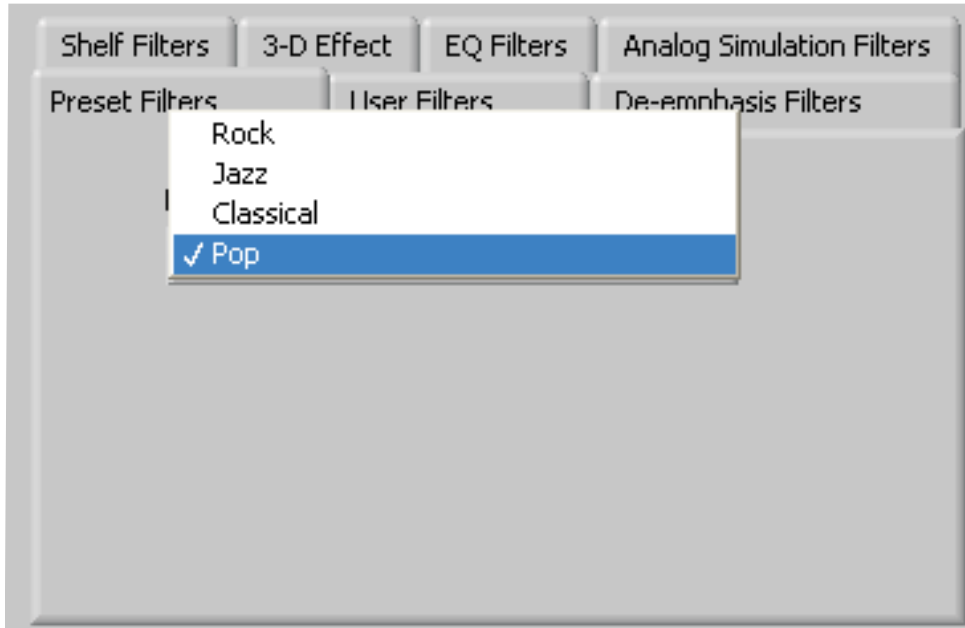 Shelf Filters 3-D Effect EQ Filters Analog Simulation Filters
Preset Filters User Filters De-emphasis Filters
Rock
Jazz
Classical
✓ Pop